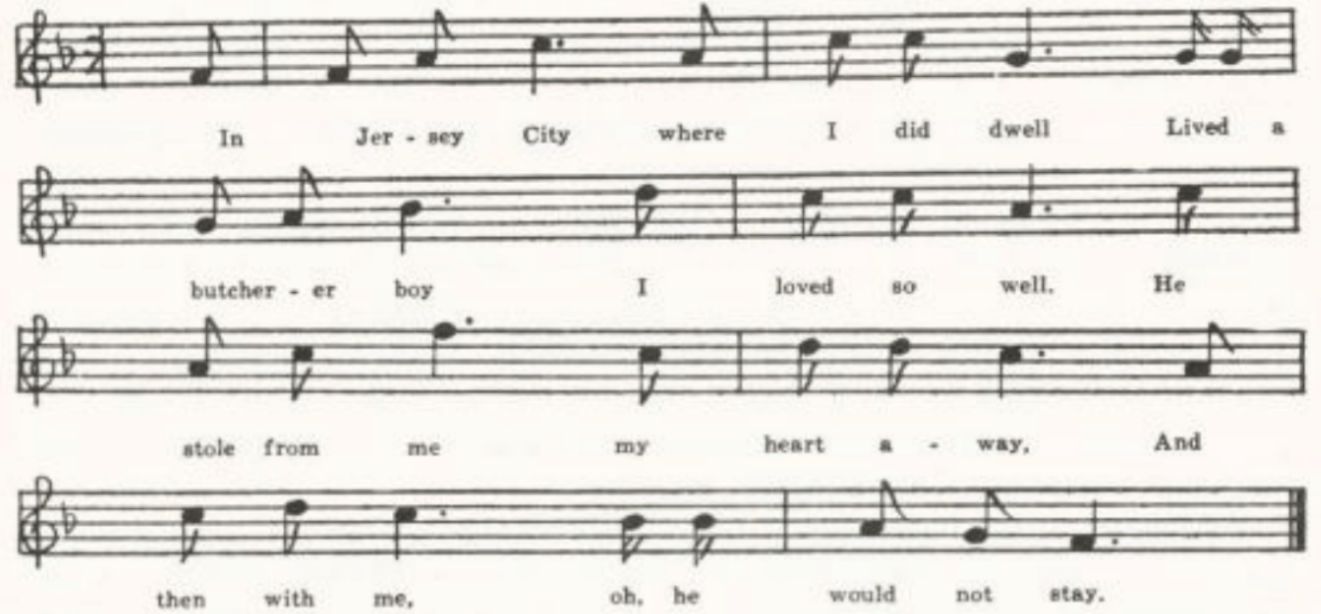 In Jer - sey City where I did dwell Lived a
butcher - er boy I loved so well. He
stole from me my heart a - way, And
then with me, oh, he would not stay.